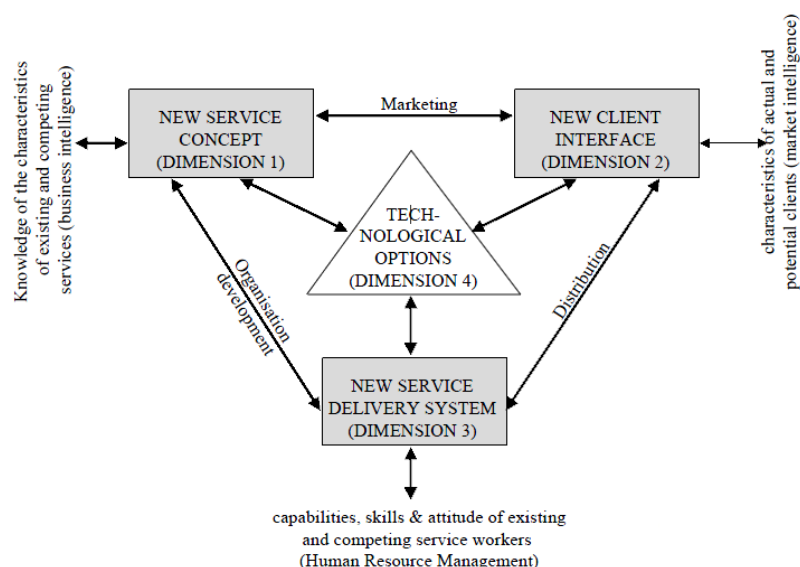 Knowledge of the characteristics
of existing and competing
services (business intelligence)
NEW SERVICE
CONCEPT
(DIMENSION 1)
Marketing
NEW CLIENT
INTERFACE
(DIMENSION 2)
characteristics of actual and
potential clients (market intelligence)
TECH-
NOLOGICAL
OPTIONS
(DIMENSION 4)
Organisation
development
Distribution
NEW SERVICE
DELIVERY SYSTEM
(DIMENSION 3)
capabilities, skills & attitude of existing
and competing service workers
(Human Resource Management)